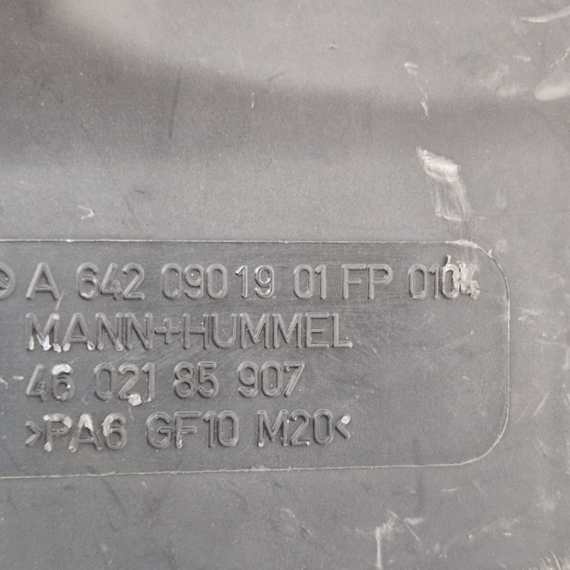 A 642 090 19 01 FP 0104
MANN+HUMMEL
46 021 85 907
>PA6 GF10 M20<